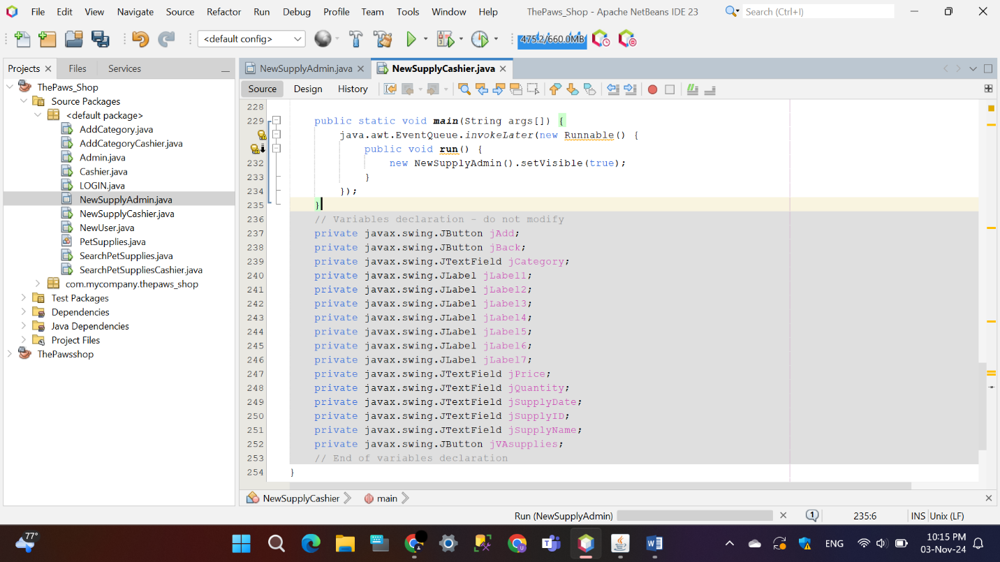 File Edit View Navigate Source Refactor Run Debug Profile Team Tools Window Help ThePaws_Shop - Apache NetBeans IDE 23 Search (Ctrl+I)
<default config> 475.2/660.0MB
Projects Files Services
ThePaws_Shop
Source Packages
<default package>
AddCategory.java
AddCategoryCashier.java
Admin.java
Cashier.java
LOGIN.java
NewSupplyAdmin.java
NewSupplyCashier.java
NewUser.java
PetSupplies.java
SearchPetSupplies.java
SearchPetSuppliesCashier.java
com.mycompany.thepaws_shop
Test Packages
Dependencies
Java Dependencies
Project Files
ThePawsshop
NewSupplyAdmin.java NewSupplyCashier.java
Source Design History
228
229 public static void main(String args[]) {
java.awt.EventQueue.invokeLater(new Runnable() {
public void run() {
232 new NewSupplyAdmin().setVisible(true);
233 }
234 });
235 }
236 // Variables declaration - do not modify
237 private javax.swing.JButton jAdd;
238 private javax.swing.JButton jBack;
239 private javax.swing.JTextField jCategory;
240 private javax.swing.JLabel jLabel1;
241 private javax.swing.JLabel jLabel2;
242 private javax.swing.JLabel jLabel3;
243 private javax.swing.JLabel jLabel4;
244 private javax.swing.JLabel jLabel5;
245 private javax.swing.JLabel jLabel6;
246 private javax.swing.JLabel jLabel7;
247 private javax.swing.JTextField jPrice;
248 private javax.swing.JTextField jQuantity;
249 private javax.swing.JTextField jSupplyDate;
250 private javax.swing.JTextField jSupplyID;
251 private javax.swing.JTextField jSupplyName;
252 private javax.swing.JButton jVAsupplies;
253 // End of variables declaration
254 }
NewSupplyCashier main
Run (NewSupplyAdmin) 1 235:6 INS Unix (LF)
77° ENG 10:15 PM
03-Nov-24